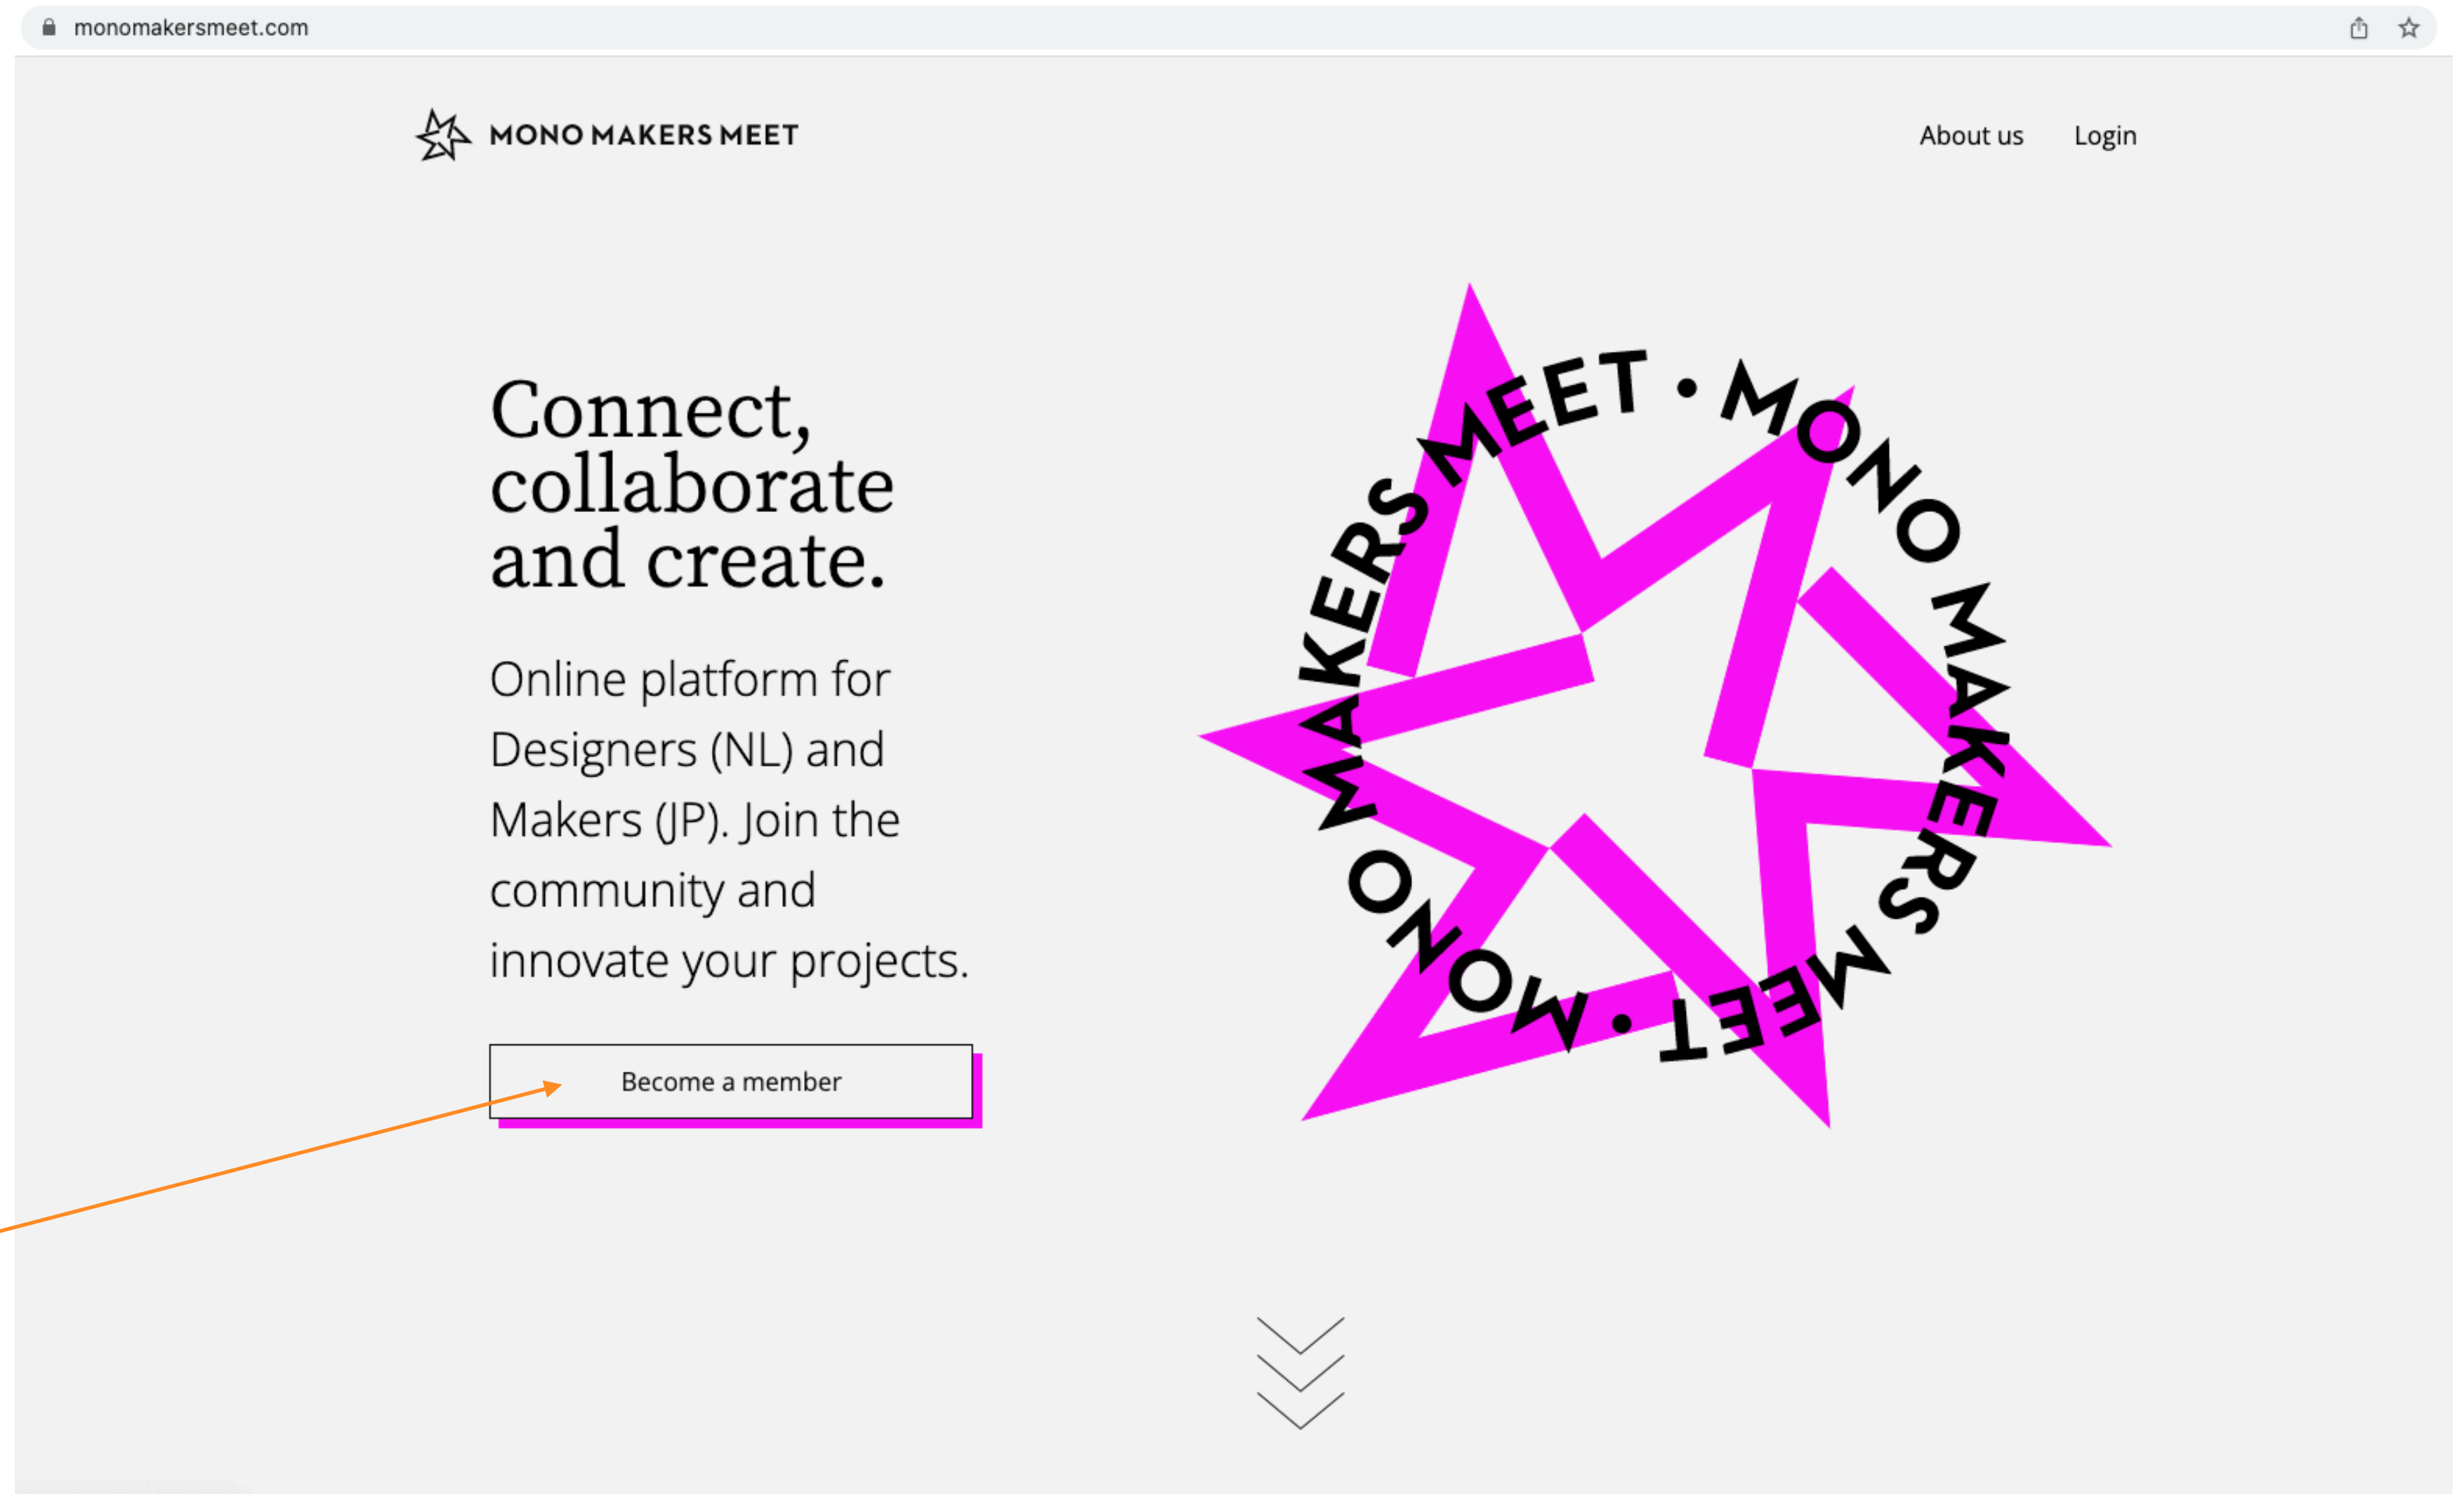 monomakersmeet.com
MONO MAKERS MEET
About us
Login
Connect,
collaborate
and create.
Online platform for
Designers (NL) and
Makers (JP). Join the
community and
innovate your projects.
Become a member
MONO MAKERS MEET • MONO MAKERS MEET •